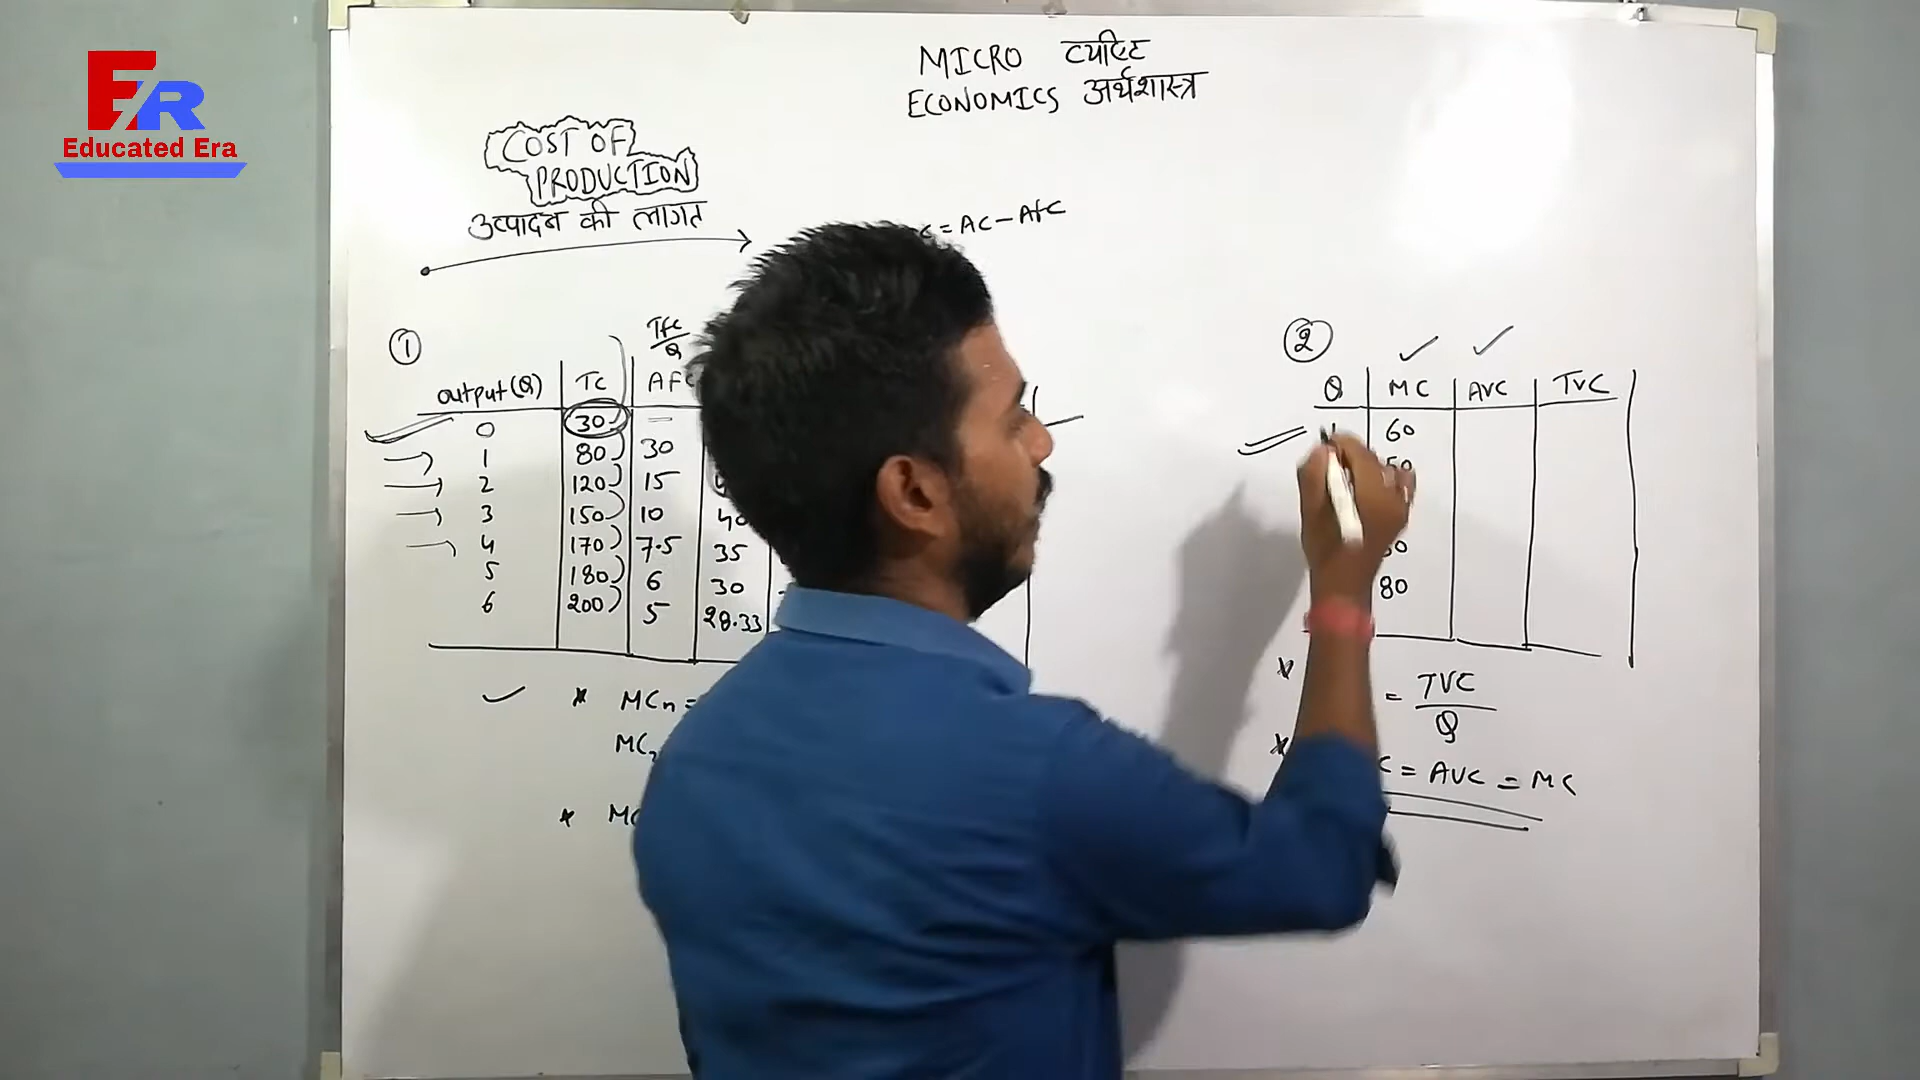 Educated Era
MICRO व्यष्टि
ECONOMICS अर्थशास्त्र
COST OF
PRODUCTION
उत्पादन की लागत
= AC - AFC
1
TFC
Q
output (Q) TC AFC
0 30 -
1 80 30
2 120 15
3 150 10 40
4 170 7.5 35
5 180 6 30
6 200 5 28.33
* MCn =
MC
* MC
2
Q MC AVC TVC
60
50
80
* = TVC
Q
* = AVC = MC